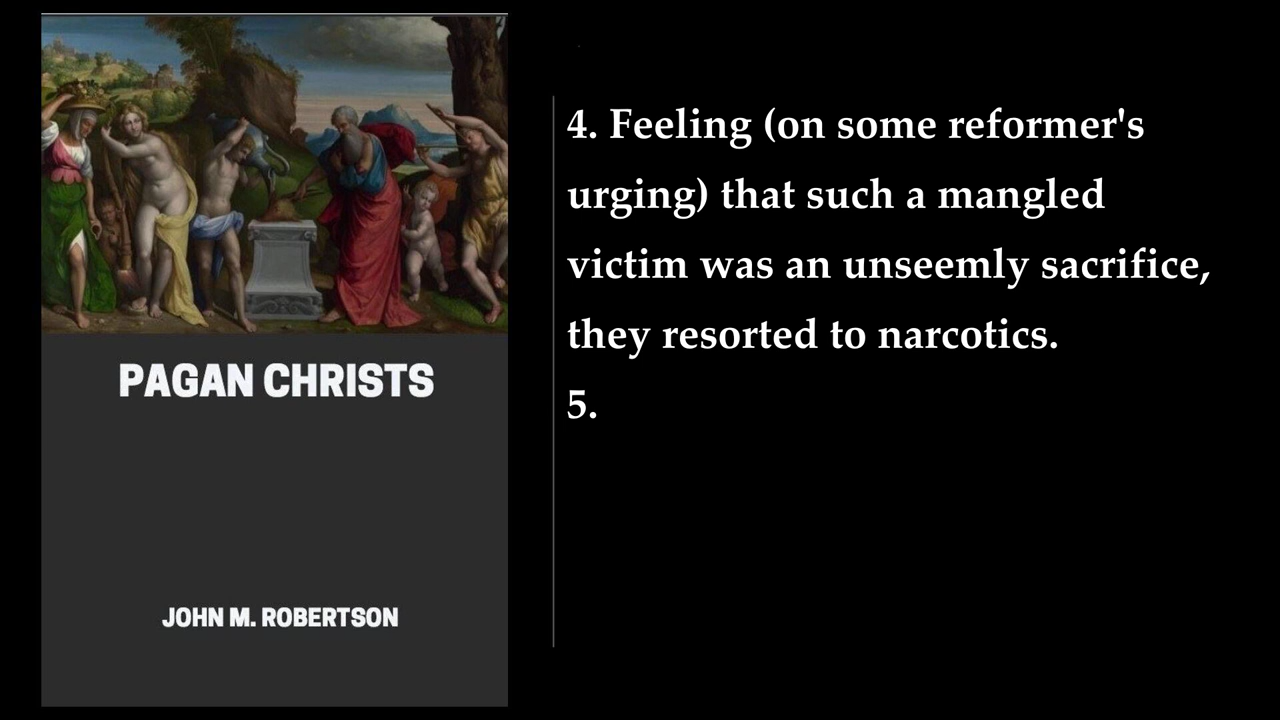 PAGAN CHRISTS
JOHN M. ROBERTSON
4. Feeling (on some reformer's
urging) that such a mangled
victim was an unseemly sacrifice,
they resorted to narcotics.
5.